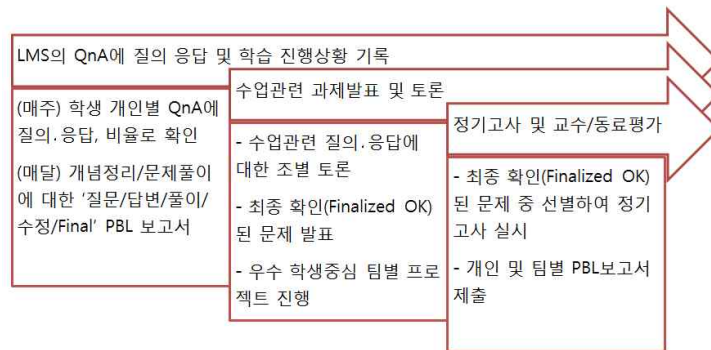 LMS의 QnA에 질의 응답 및 학습 진행상황 기록
(매주) 학생 개인별 QnA에
질의.응답, 비율로 확인
(매달) 개념정리/문제풀이
에 대한 '질문/답변/풀이/
수정/Final' PBL 보고서
수업관련 과제발표 및 토론
- 수업관련 질의.응답에
대한 조별 토론
- 최종 확인(Finalized OK)
된 문제 발표
- 우수 학생중심 팀별 프로
젝트 진행
정기고사 및 교수/동료평가
- 최종 확인(Finalized OK)
된 문제 중 선별하여 정기
고사 실시
- 개인 및 팀별 PBL보고서
제출